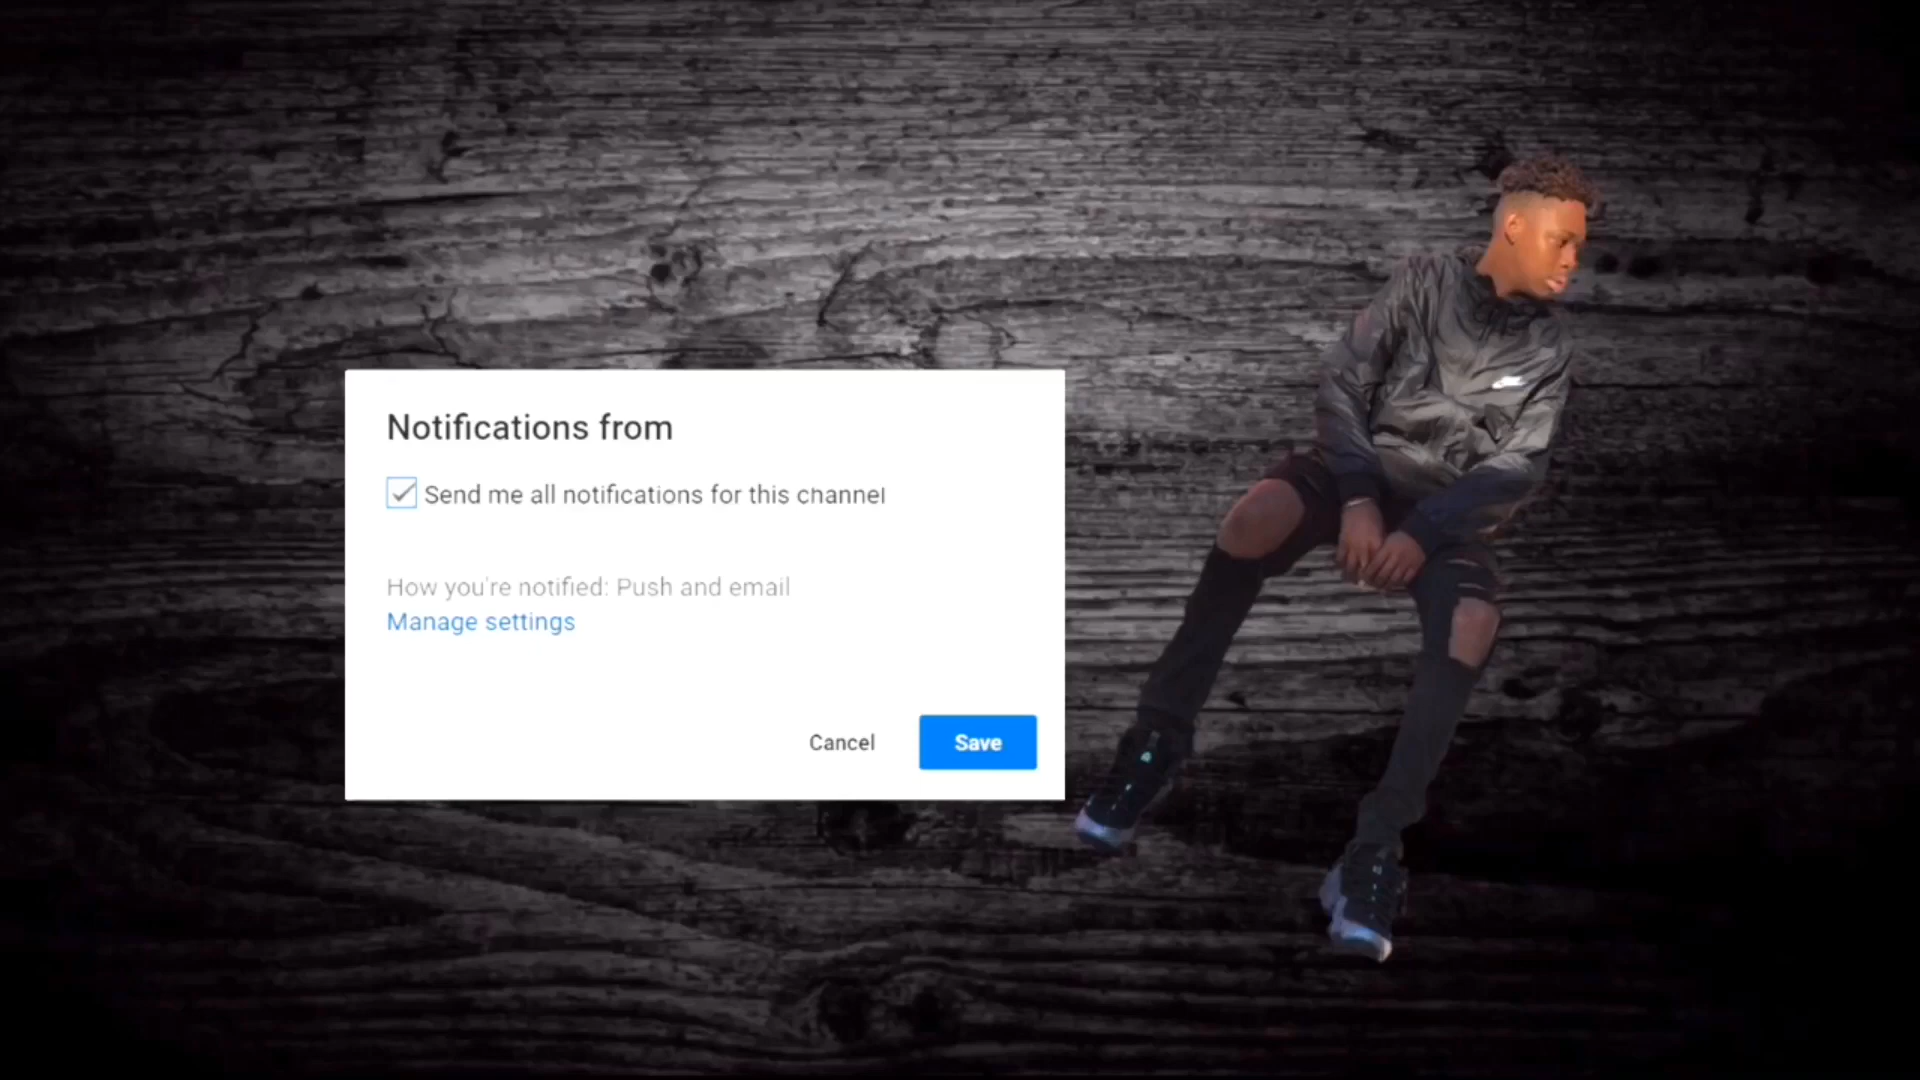 Notifications from
Send me all notifications for this channel
How you're notified: Push and email
Manage settings
Cancel
Save